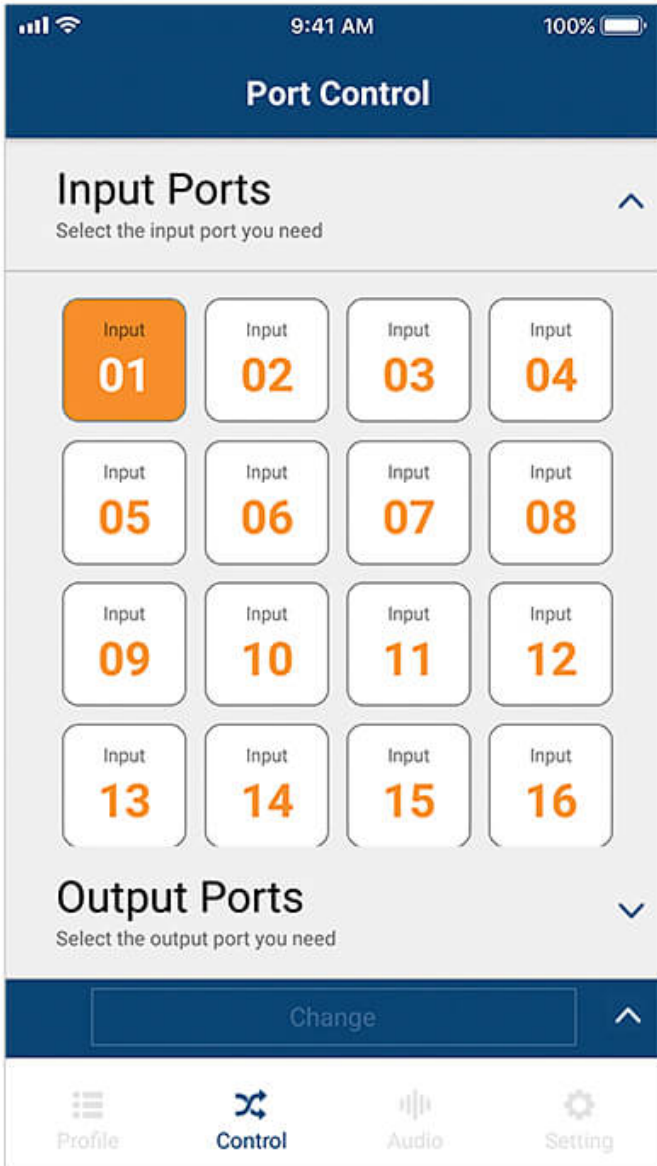 9:41 AM 100%
Port Control
Input Ports
Select the input port you need
Input Input Input Input
01 02 03 04
Input Input Input Input
05 06 07 08
Input Input Input Input
09 10 11 12
Input Input Input Input
13 14 15 16
Output Ports
Select the output port you need
Change
Profile Control Audio Setting